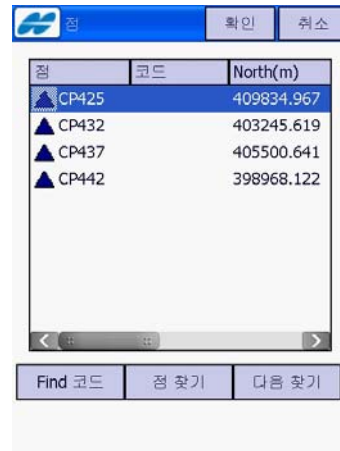 점 확인 취소
점 코드 North(m)
CP425 409834.967
CP432 403245.619
CP437 405500.641
CP442 398968.122
Find 코드 점 찾기 다음 찾기